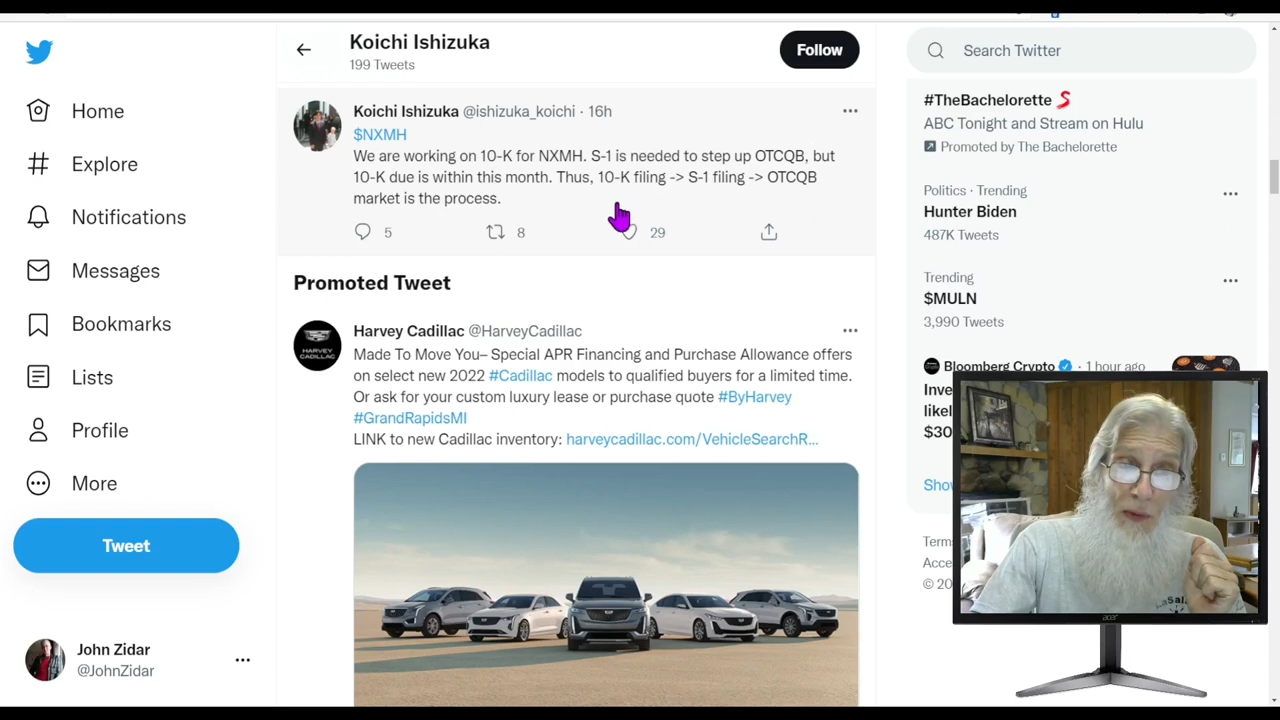 Home
Explore
Notifications
Messages
Bookmarks
Lists
Profile
More
Tweet
John Zidar
@JohnZidar
Koichi Ishizuka
199 Tweets
Follow
Koichi Ishizuka @ishizuka_koichi · 16h
$NXMH
We are working on 10-K for NXMH. S-1 is needed to step up OTCQB, but
10-K due is within this month. Thus, 10-K filing -> S-1 filing -> OTCQB
market is the process.
5 8 29
Promoted Tweet
HARVEY
Harvey Cadillac @HarveyCadillac
Made To Move You– Special APR Financing and Purchase Allowance offers
on select new 2022 #Cadillac models to qualified buyers for a limited time.
Or ask for your custom luxury lease or purchase quote #ByHarvey
#GrandRapidsMI
LINK to new Cadillac inventory: harveycadillac.com/VehicleSearchR...
Search Twitter
#TheBachelorette
ABC Tonight and Stream on Hulu
Promoted by The Bachelorette
Politics · Trending
Hunter Biden
487K Tweets
Trending
$MULN
3,990 Tweets
Bloomberg Crypto · 1 hour ago
Inve
likel
$30
Show
Term
Acce
© 20
acer